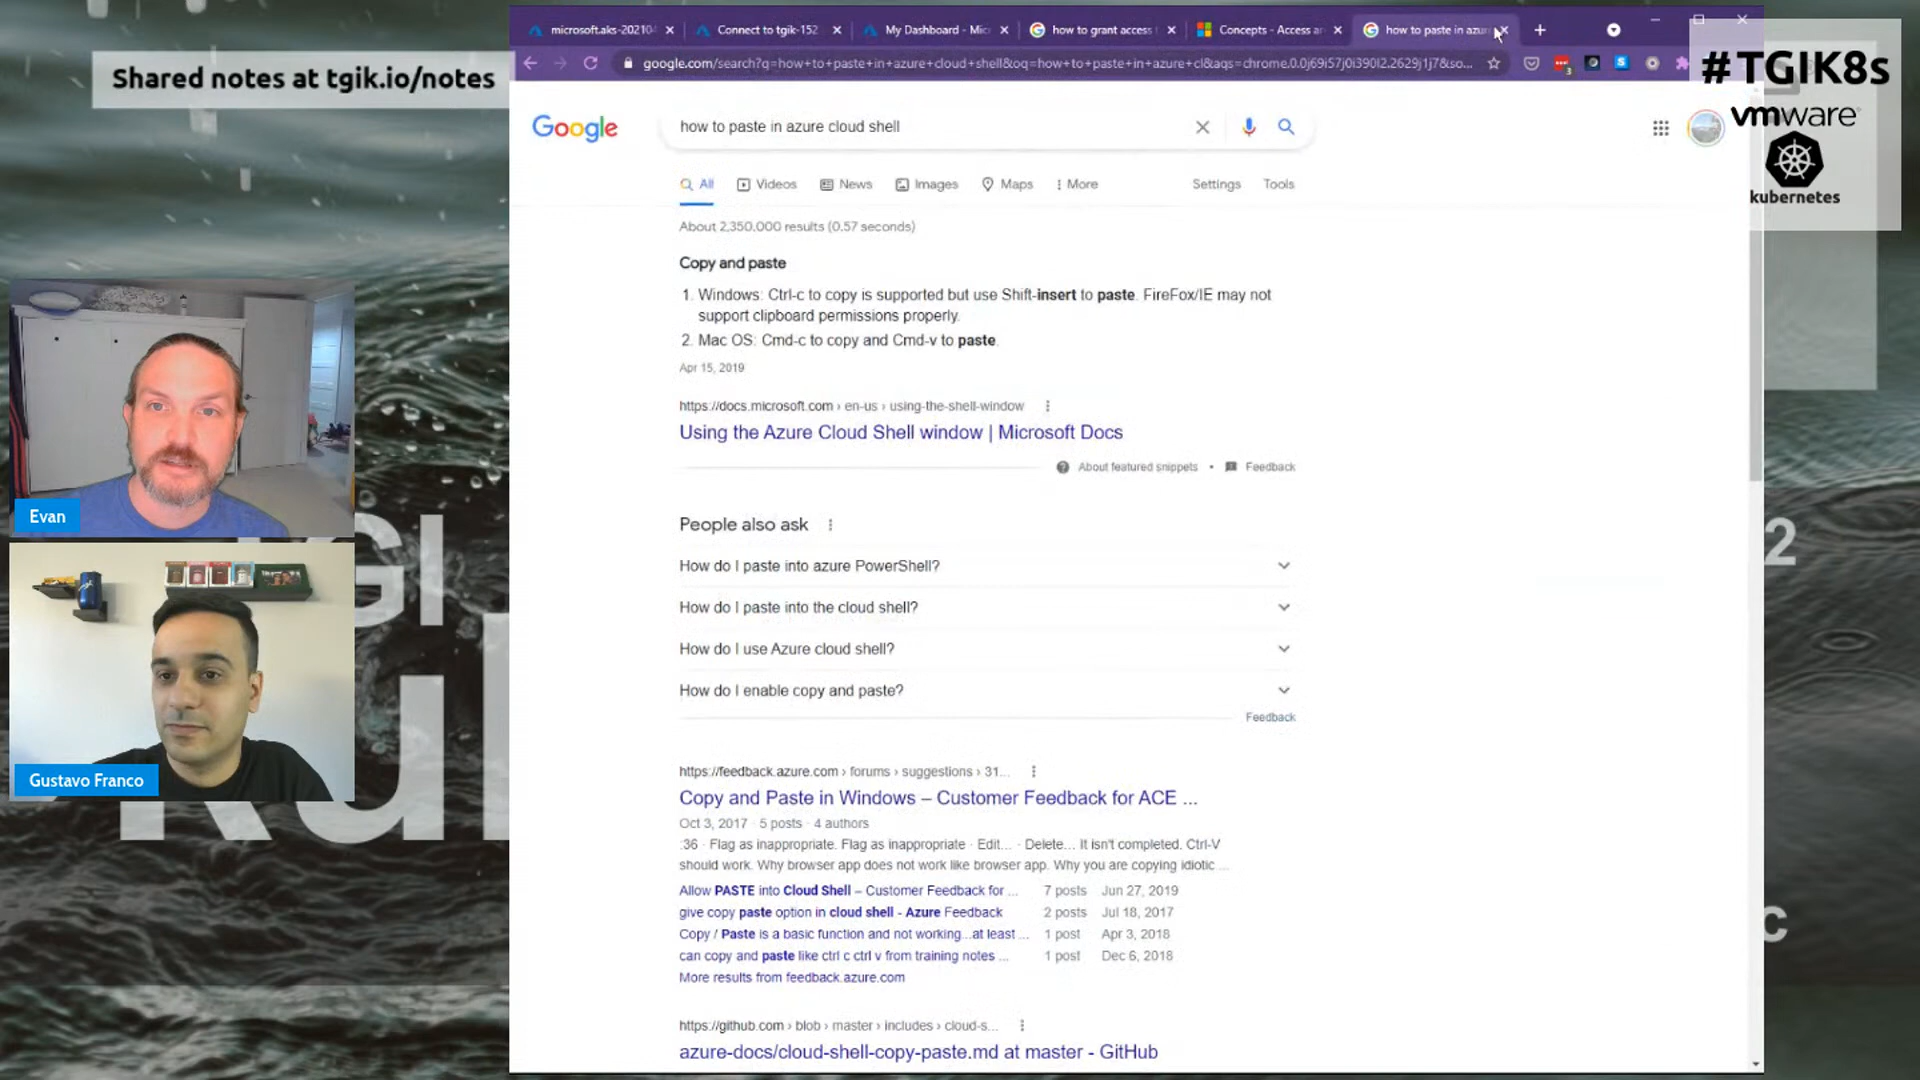 Shared notes at tgik.io/notes
microsoft.aks-20210
Connect to tgik-152
My Dashboard - Mic
how to grant access
Concepts - Access a
how to paste in azu
google.com/search?q=how+to+paste+in+azure+cloud+shell&oq=how+to+paste+in+azure+cl&aqs=chrome.0.0j69i57j0i390l2.2629j1j7&so...
#TGIK8s
vmware
kubernetes
Google
how to paste in azure cloud shell
All
Videos
News
Images
Maps
More
Settings
Tools
About 2,350,000 results (0.57 seconds)
Copy and paste
1. Windows: Ctrl-c to copy is supported but use Shift-insert to paste. FireFox/IE may not
support clipboard permissions properly.
2. Mac OS: Cmd-c to copy and Cmd-v to paste.
Apr 15, 2019
https://docs.microsoft.com › en-us › using-the-shell-window
Using the Azure Cloud Shell window | Microsoft Docs
About featured snippets
•
Feedback
People also ask
How do I paste into azure PowerShell?
How do I paste into the cloud shell?
How do I use Azure cloud shell?
How do I enable copy and paste?
Feedback
https://feedback.azure.com › forums › suggestions › 31...
Copy and Paste in Windows – Customer Feedback for ACE ...
Oct 3, 2017 · 5 posts · 4 authors
:36 · Flag as inappropriate. Flag as inappropriate · Edit... · Delete... It isn't completed. Ctrl-V
should work. Why browser app does not work like browser app. Why you are copying idiotic ...
Allow PASTE into Cloud Shell – Customer Feedback for ... 7 posts Jun 27, 2019
give copy paste option in cloud shell - Azure Feedback 2 posts Jul 18, 2017
Copy / Paste is a basic function and not working...at least ... 1 post Apr 3, 2018
can copy and paste like ctrl c ctrl v from training notes ... 1 post Dec 6, 2018
More results from feedback.azure.com
https://github.com › blob › master › includes › cloud-s...
azure-docs/cloud-shell-copy-paste.md at master - GitHub
Evan
Gustavo Franco